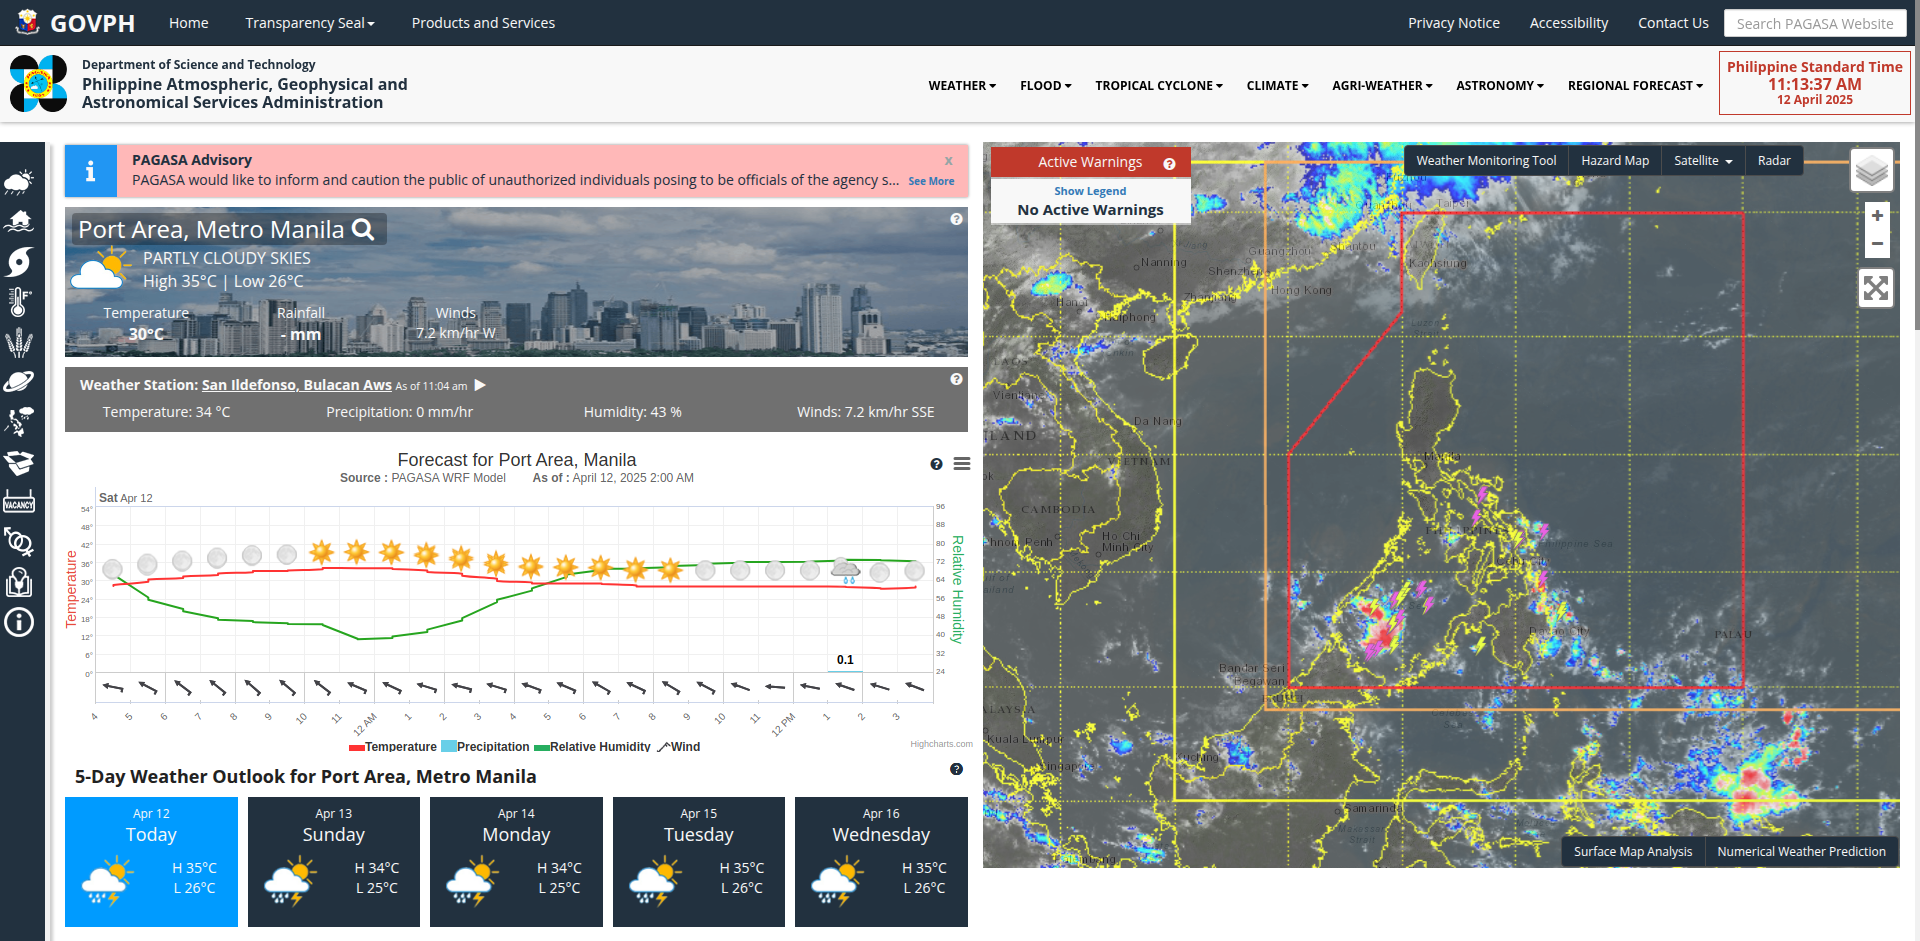 GOVPH
Home
Transparency Seal
Products and Services
Privacy Notice
Accessibility
Contact Us
Search PAGASA Website
Department of Science and Technology
Philippine Atmospheric, Geophysical and
Astronomical Services Administration
WEATHER
FLOOD
TROPICAL CYCLONE
CLIMATE
AGRI-WEATHER
ASTRONOMY
REGIONAL FORECAST
Philippine Standard Time
11:13:37 AM
12 April 2025
PAGASA Advisory
x
PAGASA would like to inform and caution the public of unauthorized individuals posing to be officials of the agency s...
See More
Port Area, Metro Manila
PARTLY CLOUDY SKIES
High 35°C | Low 26°C
Temperature
30°C
Rainfall
- mm
Winds
7.2 km/hr W
Weather Station: San Ildefonso, Bulacan Aws As of 11:04 am
Temperature: 34 °C
Precipitation: 0 mm/hr
Humidity: 43 %
Winds: 7.2 km/hr SSE
Forecast for Port Area, Manila
Source : PAGASA WRF Model As of : April 12, 2025 2:00 AM
Sat Apr 12
54°
48°
42°
36°
30°
24°
18°
12°
6°
0°
Temperature
96
88
80
72
64
56
48
40
32
24
Relative Humidity
0.1
4 5 6 7 8 9 10 11 12 AM 1 2 3 4 5 6 7 8 9 10 11 12 PM 1 2 3
Temperature
Precipitation
Relative Humidity
Wind
Highcharts.com
5-Day Weather Outlook for Port Area, Metro Manila
Apr 12
Today
H 35°C
L 26°C
Apr 13
Sunday
H 34°C
L 25°C
Apr 14
Monday
H 34°C
L 25°C
Apr 15
Tuesday
H 35°C
L 26°C
Apr 16
Wednesday
H 35°C
L 26°C
VACANCY
Active Warnings
Show Legend
No Active Warnings
Weather Monitoring Tool
Hazard Map
Satellite
Radar
+
−
Taipei
Guangzhou
Shantou
Kaohsiung
Nanning
Shenzhen
Hong Kong
Hanoi
Da Nang
VIETNAM
CAMBODIA
Ho Chi
Minh City
Philippine Sea
Davao City
PALAU
Bandar Seri
Begawan
Kuala Lumpur
Kuching
Samarinda
Surface Map Analysis
Numerical Weather Prediction